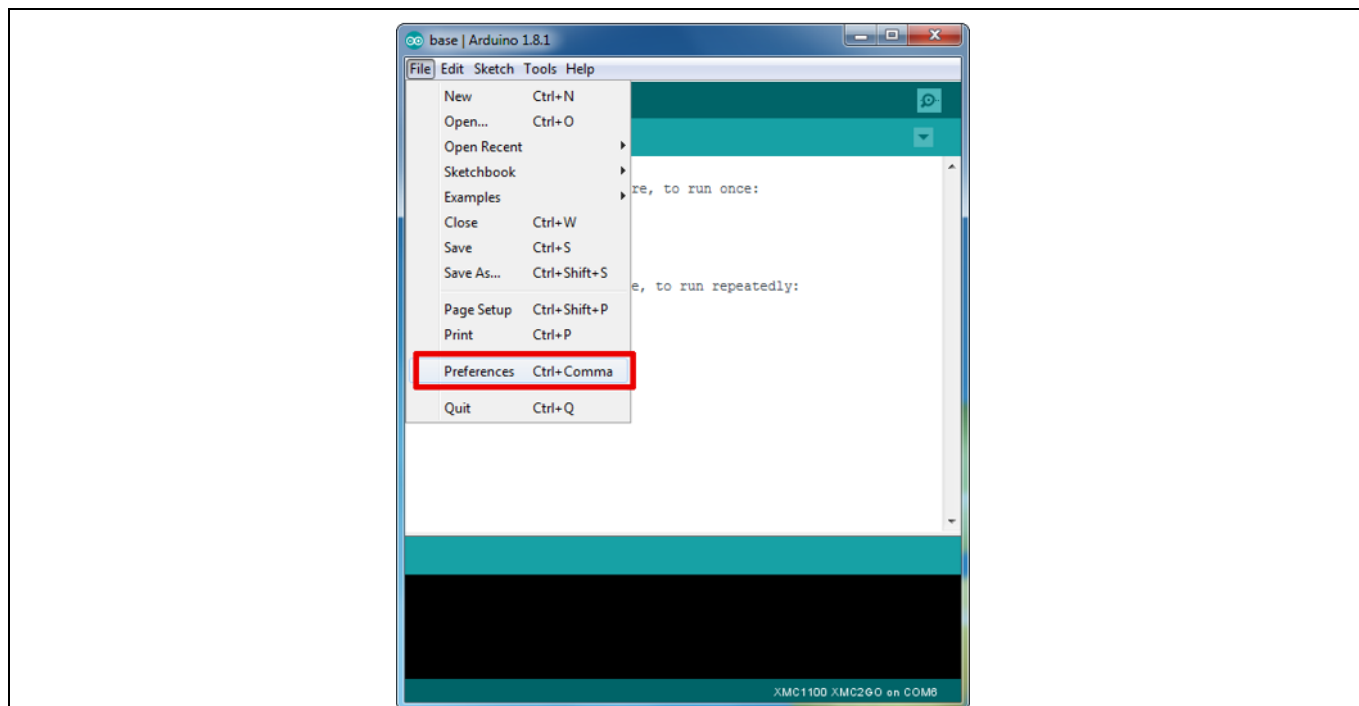 base | Arduino 1.8.1
File Edit Sketch Tools Help
New Ctrl+N
Open... Ctrl+O
Open Recent
Sketchbook
re, to run once:
Examples
Close Ctrl+W
Save Ctrl+S
Save As... Ctrl+Shift+S
e, to run repeatedly:
Page Setup Ctrl+Shift+P
Print Ctrl+P
Preferences Ctrl+Comma
Quit Ctrl+Q
XMC1100 XMC2GO on COM6